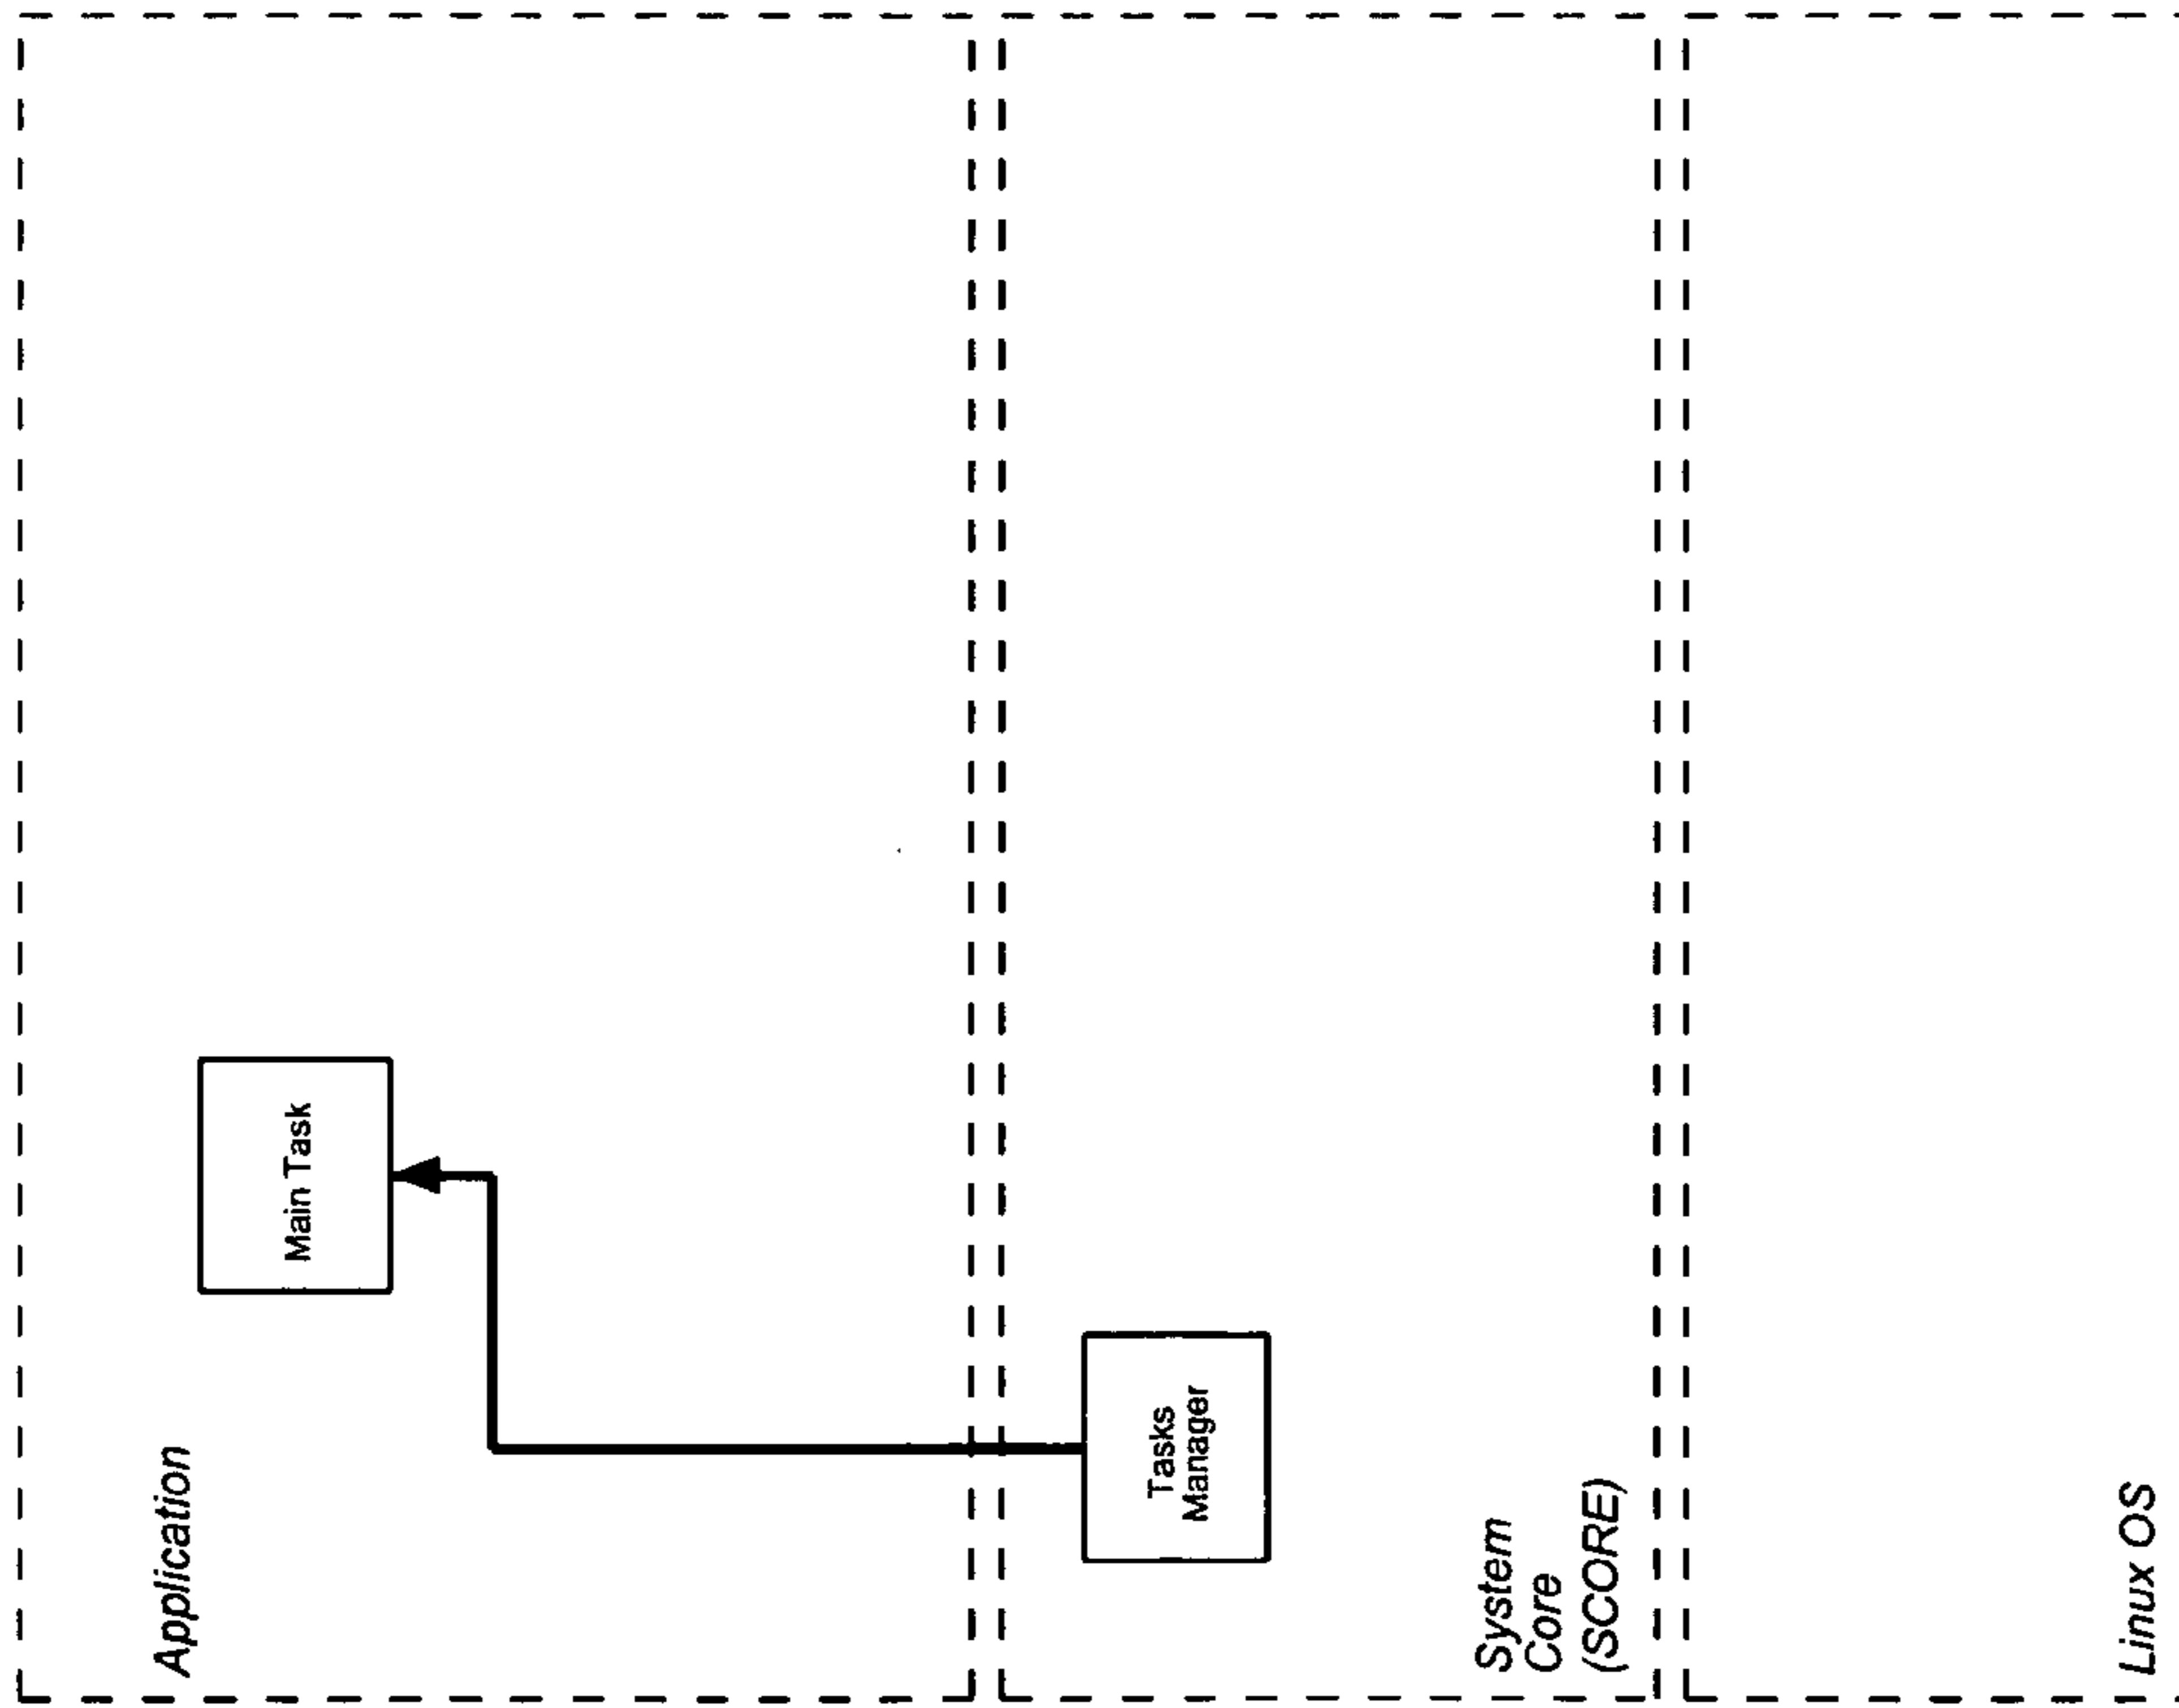 Application
Main Task
Tasks
Manager
System
Core
(SCORE)
Linux OS